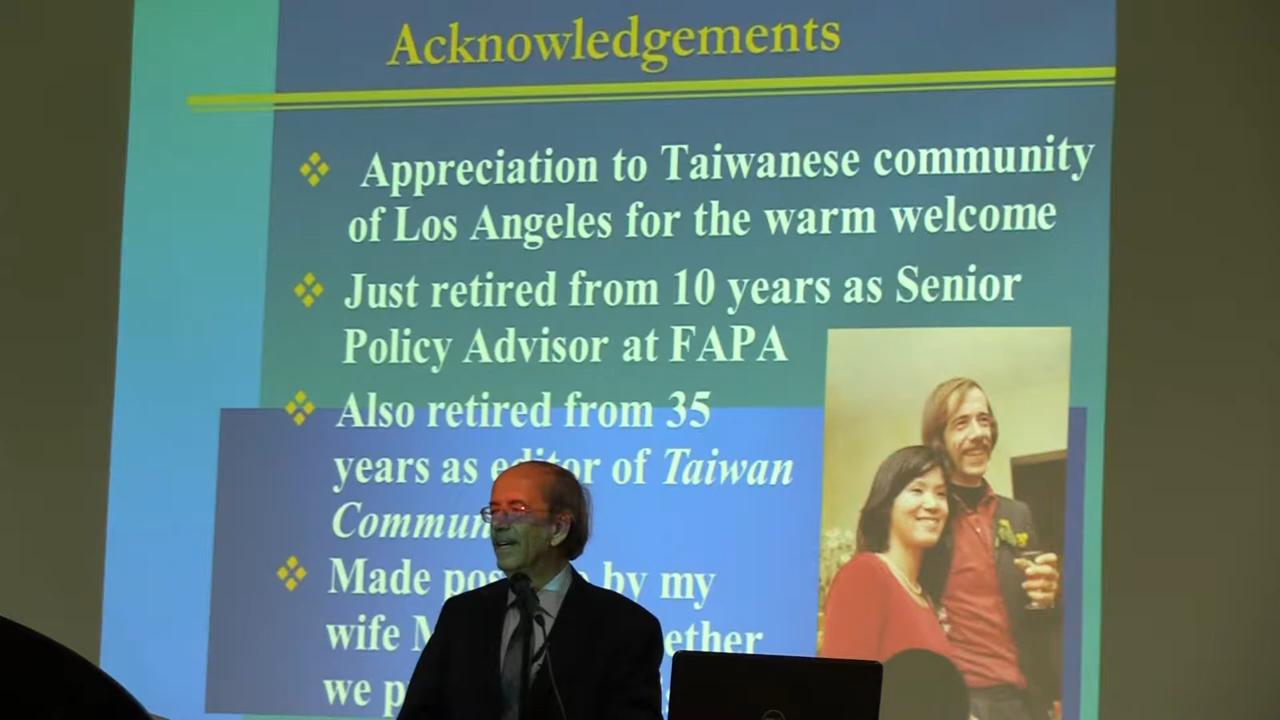 Acknowledgements
Appreciation to Taiwanese community
of Los Angeles for the warm welcome
Just retired from 10 years as Senior
Policy Advisor at FAPA
Also retired from 35
years as editor of Taiwan
Commun
Made by my
wife
we